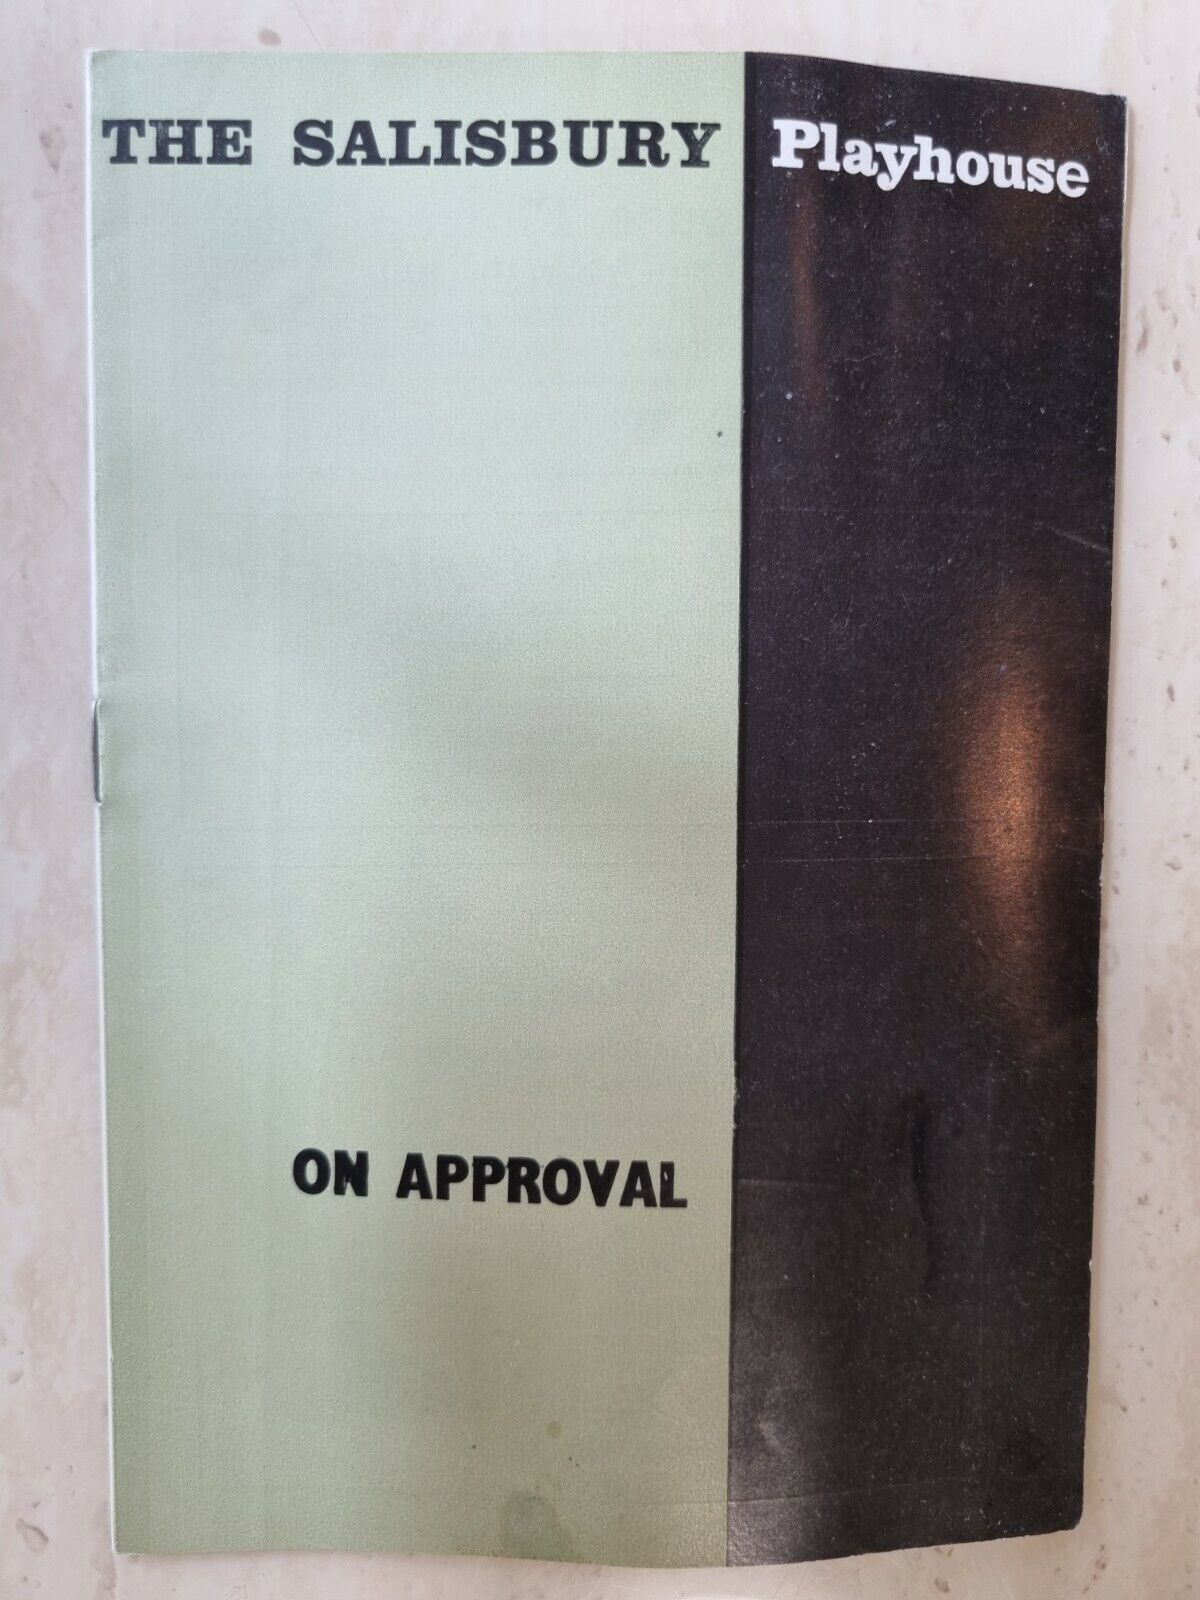 THE SALISBURY Playhouse
ON APPROVAL